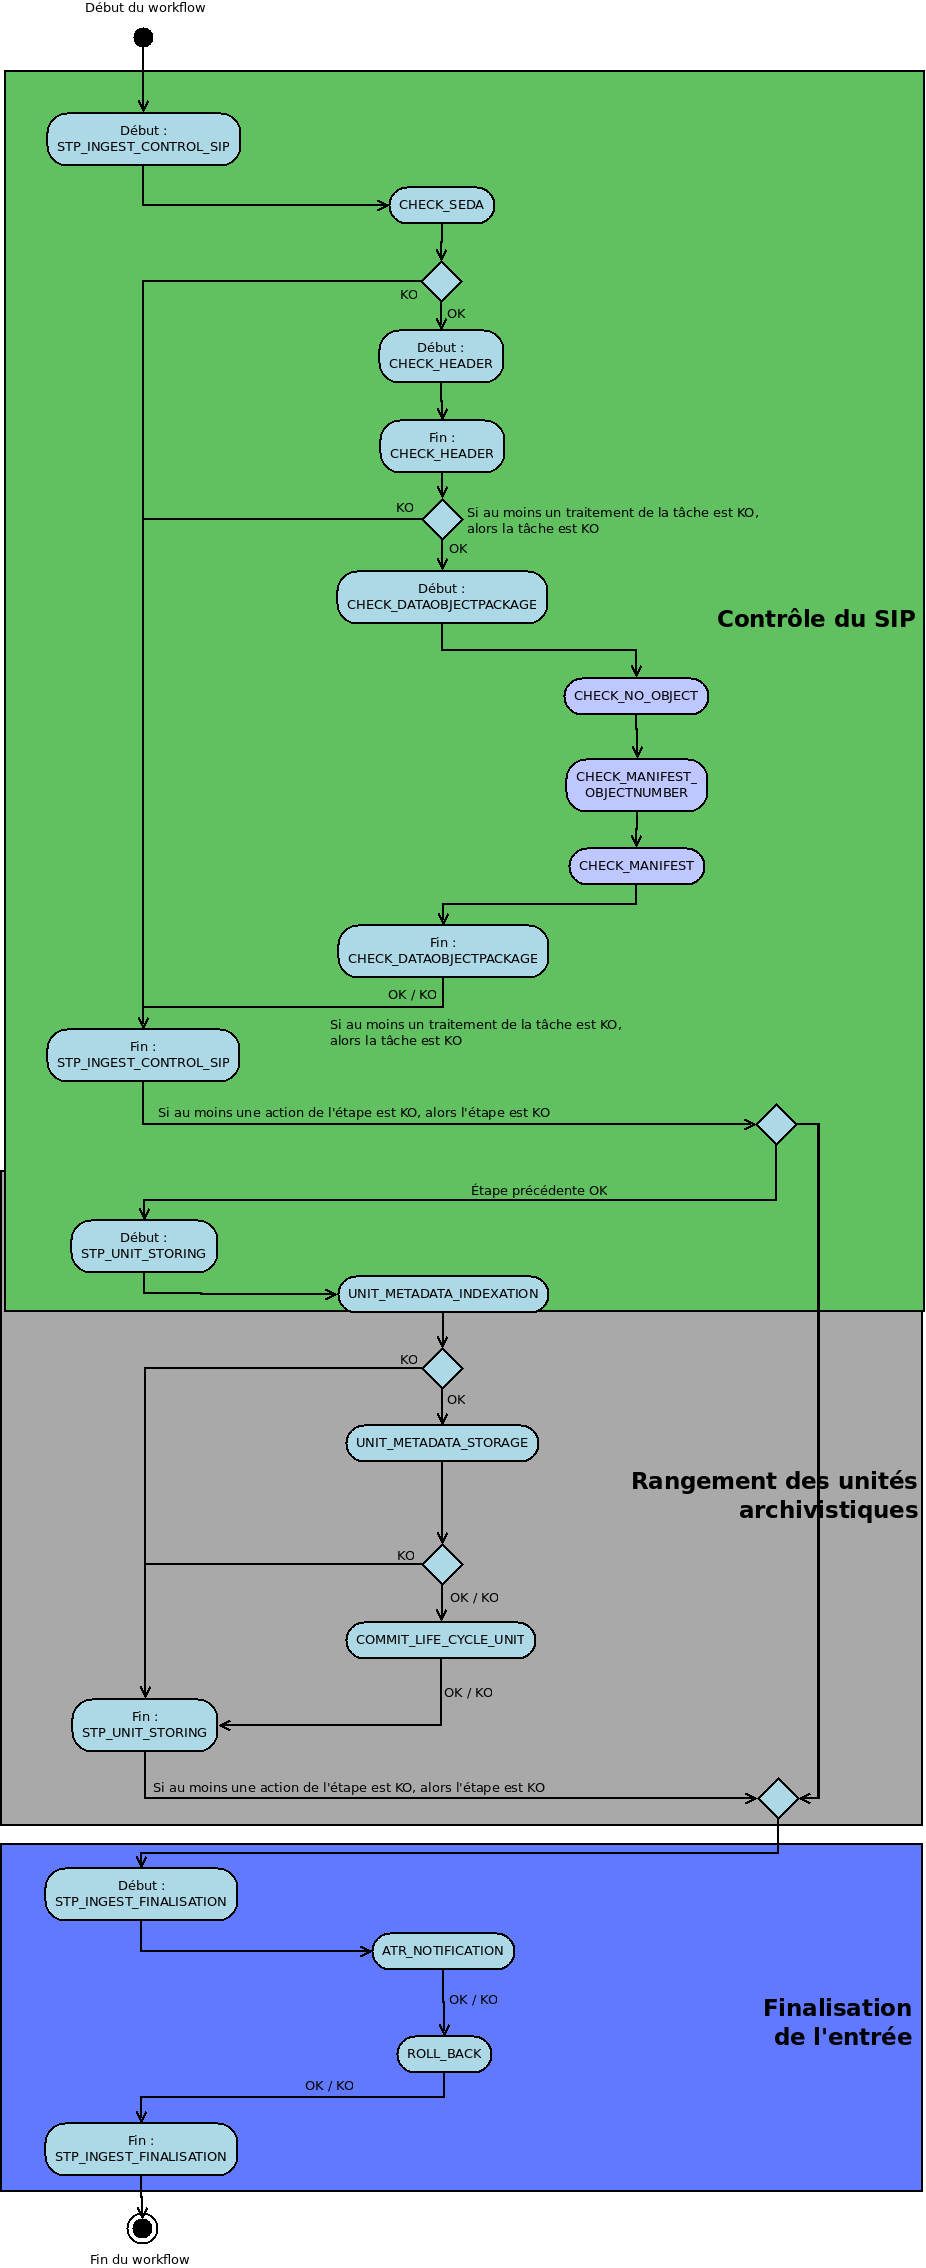 Début du workflow
Début :
STP_INGEST_CONTROL_SIP
CHECK_SEDA
KO
OK
Début :
CHECK_HEADER
Fin :
CHECK_HEADER
KO
Si au moins un traitement de la tâche est KO,
alors la tâche est KO
OK
Début :
CHECK_DATAOBJECTPACKAGE
Contrôle du SIP
CHECK_NO_OBJECT
CHECK_MANIFEST_
OBJECTNUMBER
CHECK_MANIFEST
Fin :
CHECK_DATAOBJECTPACKAGE
OK / KO
Si au moins un traitement de la tâche est KO,
alors la tâche est KO
Fin :
STP_INGEST_CONTROL_SIP
Si au moins une action de l'étape est KO, alors l'étape est KO
Étape précédente OK
Début :
STP_UNIT_STORING
UNIT_METADATA_INDEXATION
KO
OK
UNIT_METADATA_STORAGE
Rangement des unités
archivistiques
KO
OK / KO
COMMIT_LIFE_CYCLE_UNIT
OK / KO
Fin :
STP_UNIT_STORING
Si au moins une action de l'étape est KO, alors l'étape est KO
Début :
STP_INGEST_FINALISATION
ATR_NOTIFICATION
OK / KO
Finalisation
de l'entrée
ROLL_BACK
OK / KO
Fin :
STP_INGEST_FINALISATION
Fin du workflow